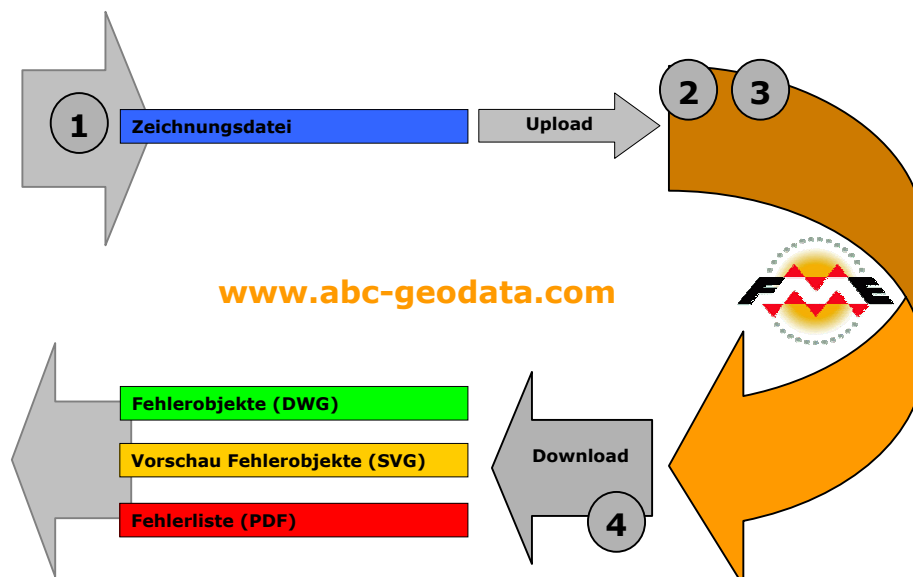 1
Zeichnungsdatei
Upload
2
3
www.abc-geodata.com
FME
Fehlerobjekte (DWG)
Vorschau Fehlerobjekte (SVG)
Download
Fehlerliste (PDF)
4